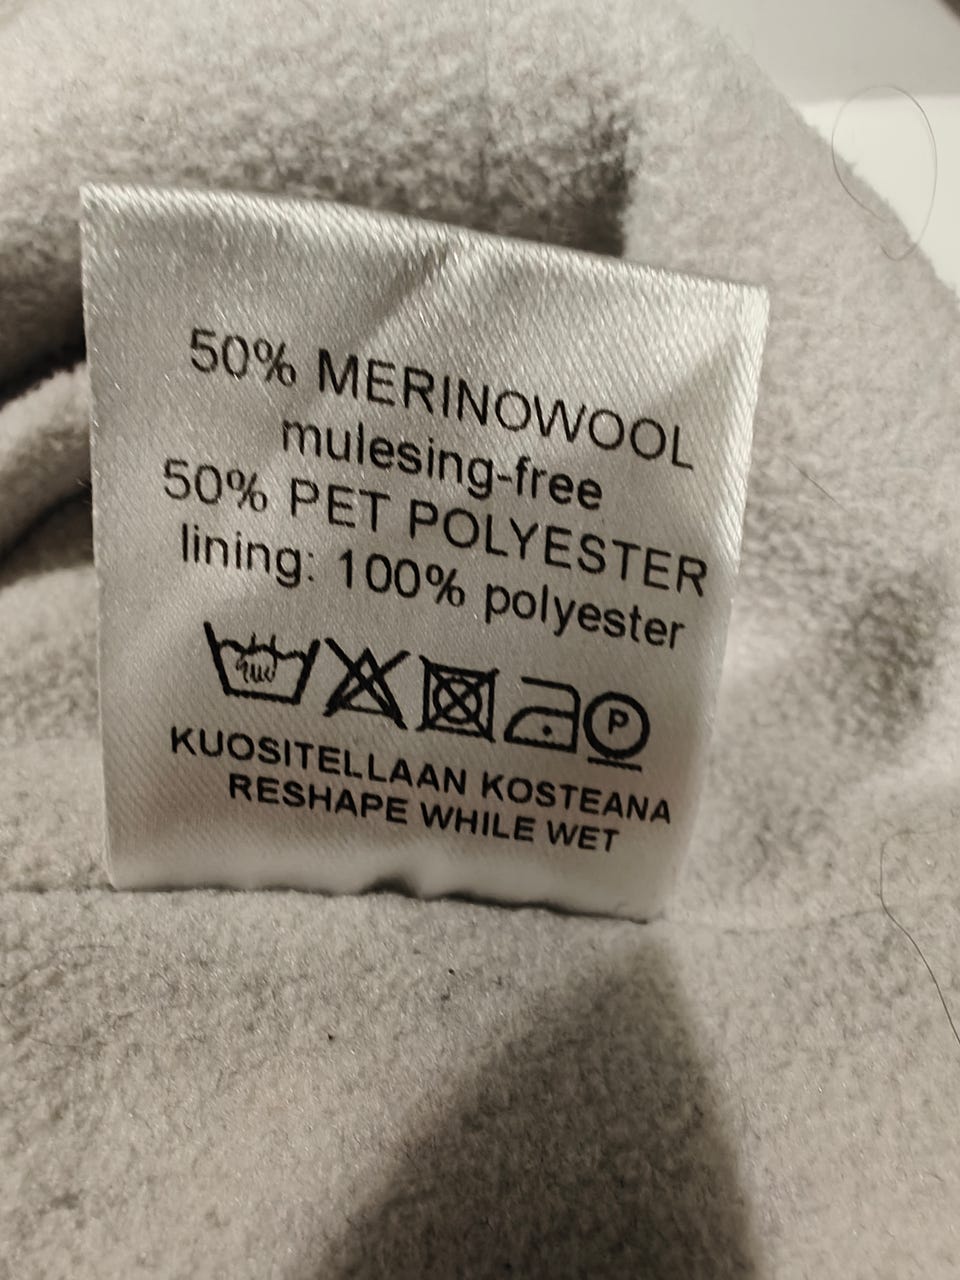 50% MERINOWOOL
mulesing-free
50% PET POLYESTER
lining: 100% polyester
P
KUOSITELLAAN KOSTEANA
RESHAPE WHILE WET